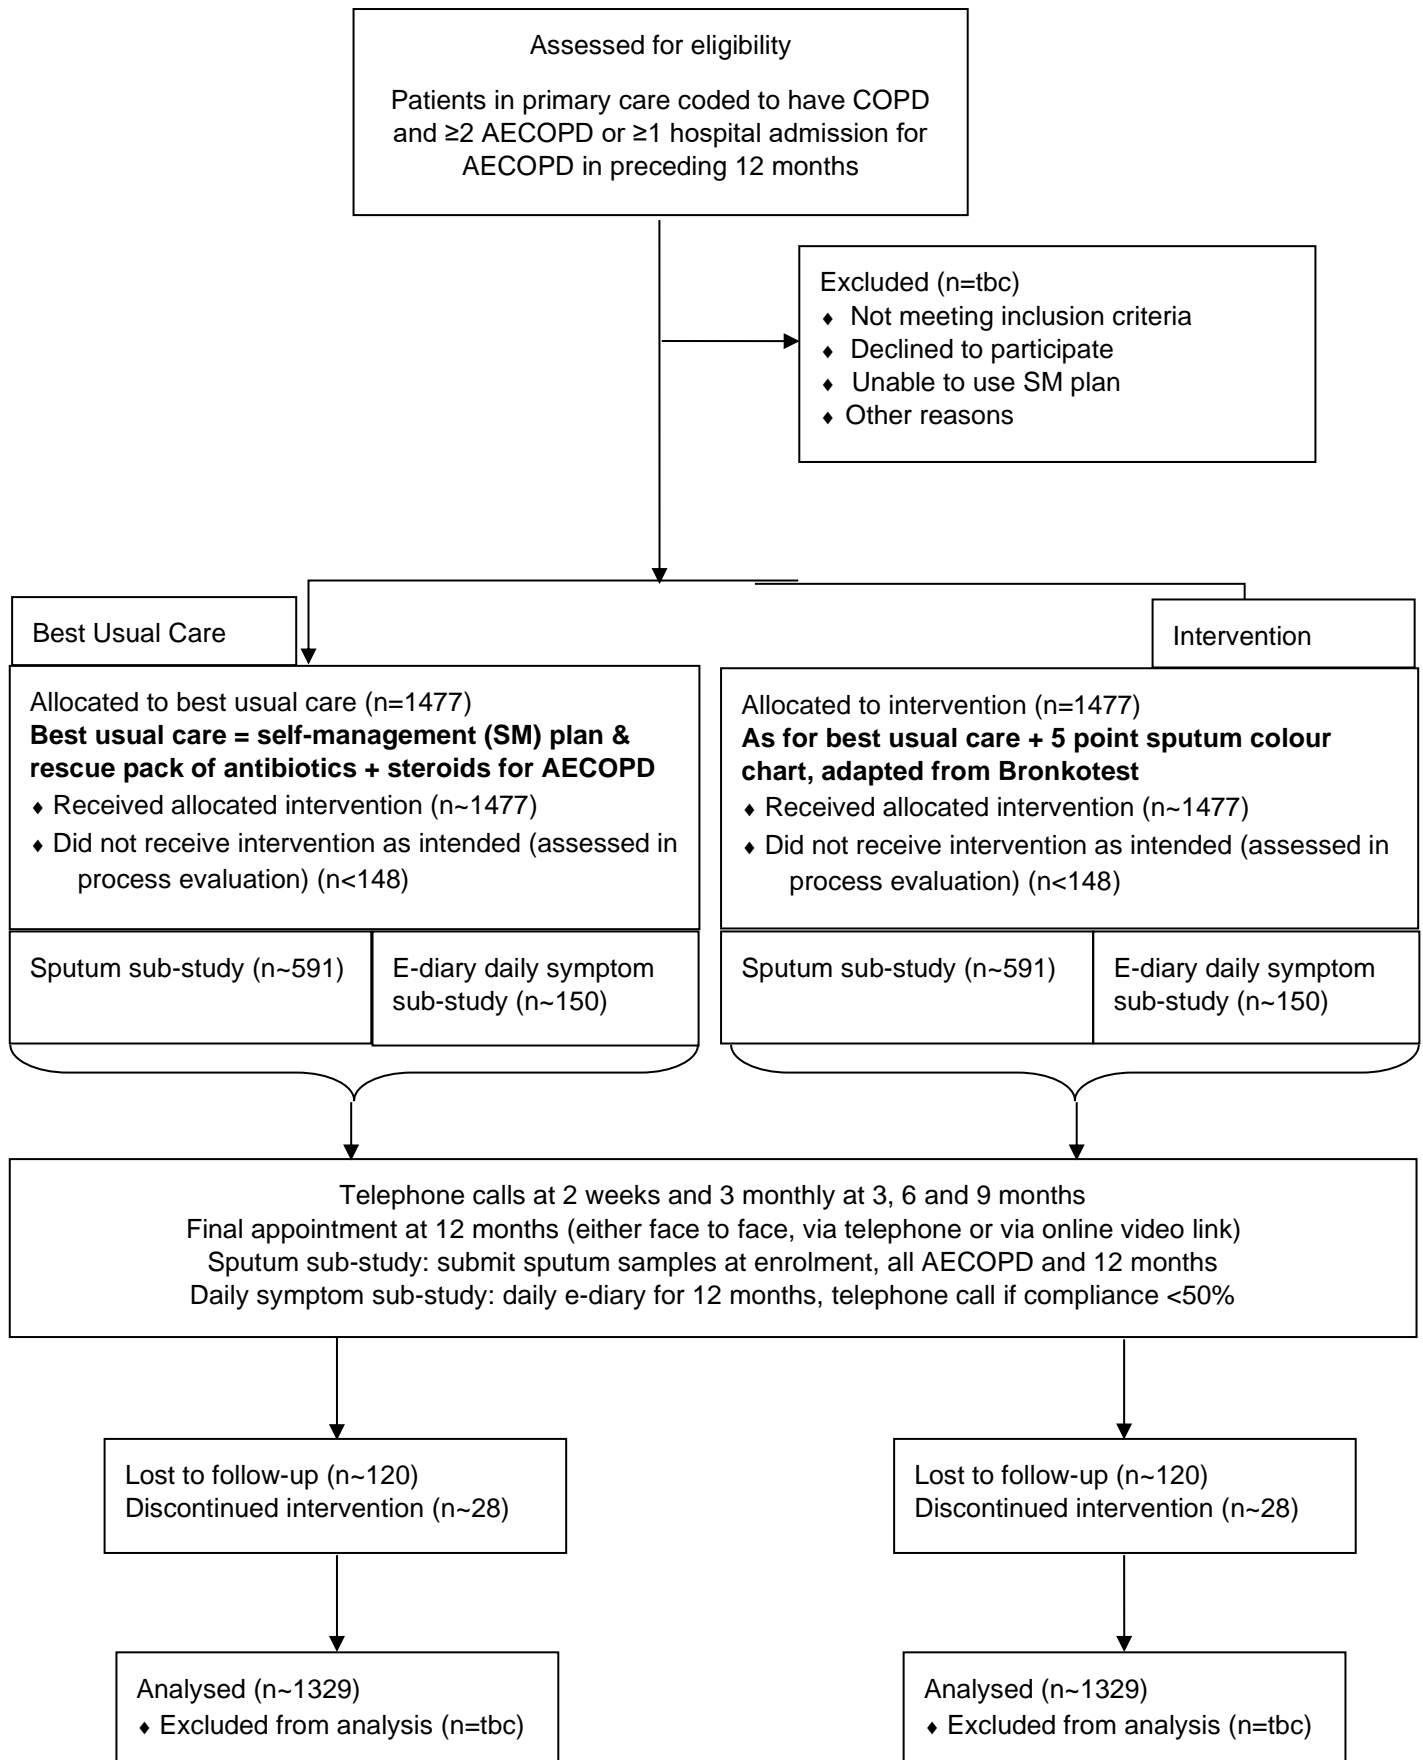 Assessed for eligibility
Patients in primary care coded to have COPD
and ≥2 AECOPD or ≥1 hospital admission for
AECOPD in preceding 12 months
Excluded (n=tbc)
♦ Not meeting inclusion criteria
♦ Declined to participate
♦ Unable to use SM plan
♦ Other reasons
Best Usual Care
Allocated to best usual care (n=1477)
Best usual care = self-management (SM) plan &
rescue pack of antibiotics + steroids for AECOPD
♦ Received allocated intervention (n~1477)
♦ Did not receive intervention as intended (assessed in
process evaluation) (n<148)
Sputum sub-study (n~591)
E-diary daily symptom
sub-study (n~150)
Intervention
Allocated to intervention (n=1477)
As for best usual care + 5 point sputum colour
chart, adapted from Bronkotest
♦ Received allocated intervention (n~1477)
♦ Did not receive intervention as intended (assessed in
process evaluation) (n<148)
Sputum sub-study (n~591)
E-diary daily symptom
sub-study (n~150)
Telephone calls at 2 weeks and 3 monthly at 3, 6 and 9 months
Final appointment at 12 months (either face to face, via telephone or via online video link)
Sputum sub-study: submit sputum samples at enrolment, all AECOPD and 12 months
Daily symptom sub-study: daily e-diary for 12 months, telephone call if compliance <50%
Lost to follow-up (n~120)
Discontinued intervention (n~28)
Lost to follow-up (n~120)
Discontinued intervention (n~28)
Analysed (n~1329)
♦ Excluded from analysis (n=tbc)
Analysed (n~1329)
♦ Excluded from analysis (n=tbc)